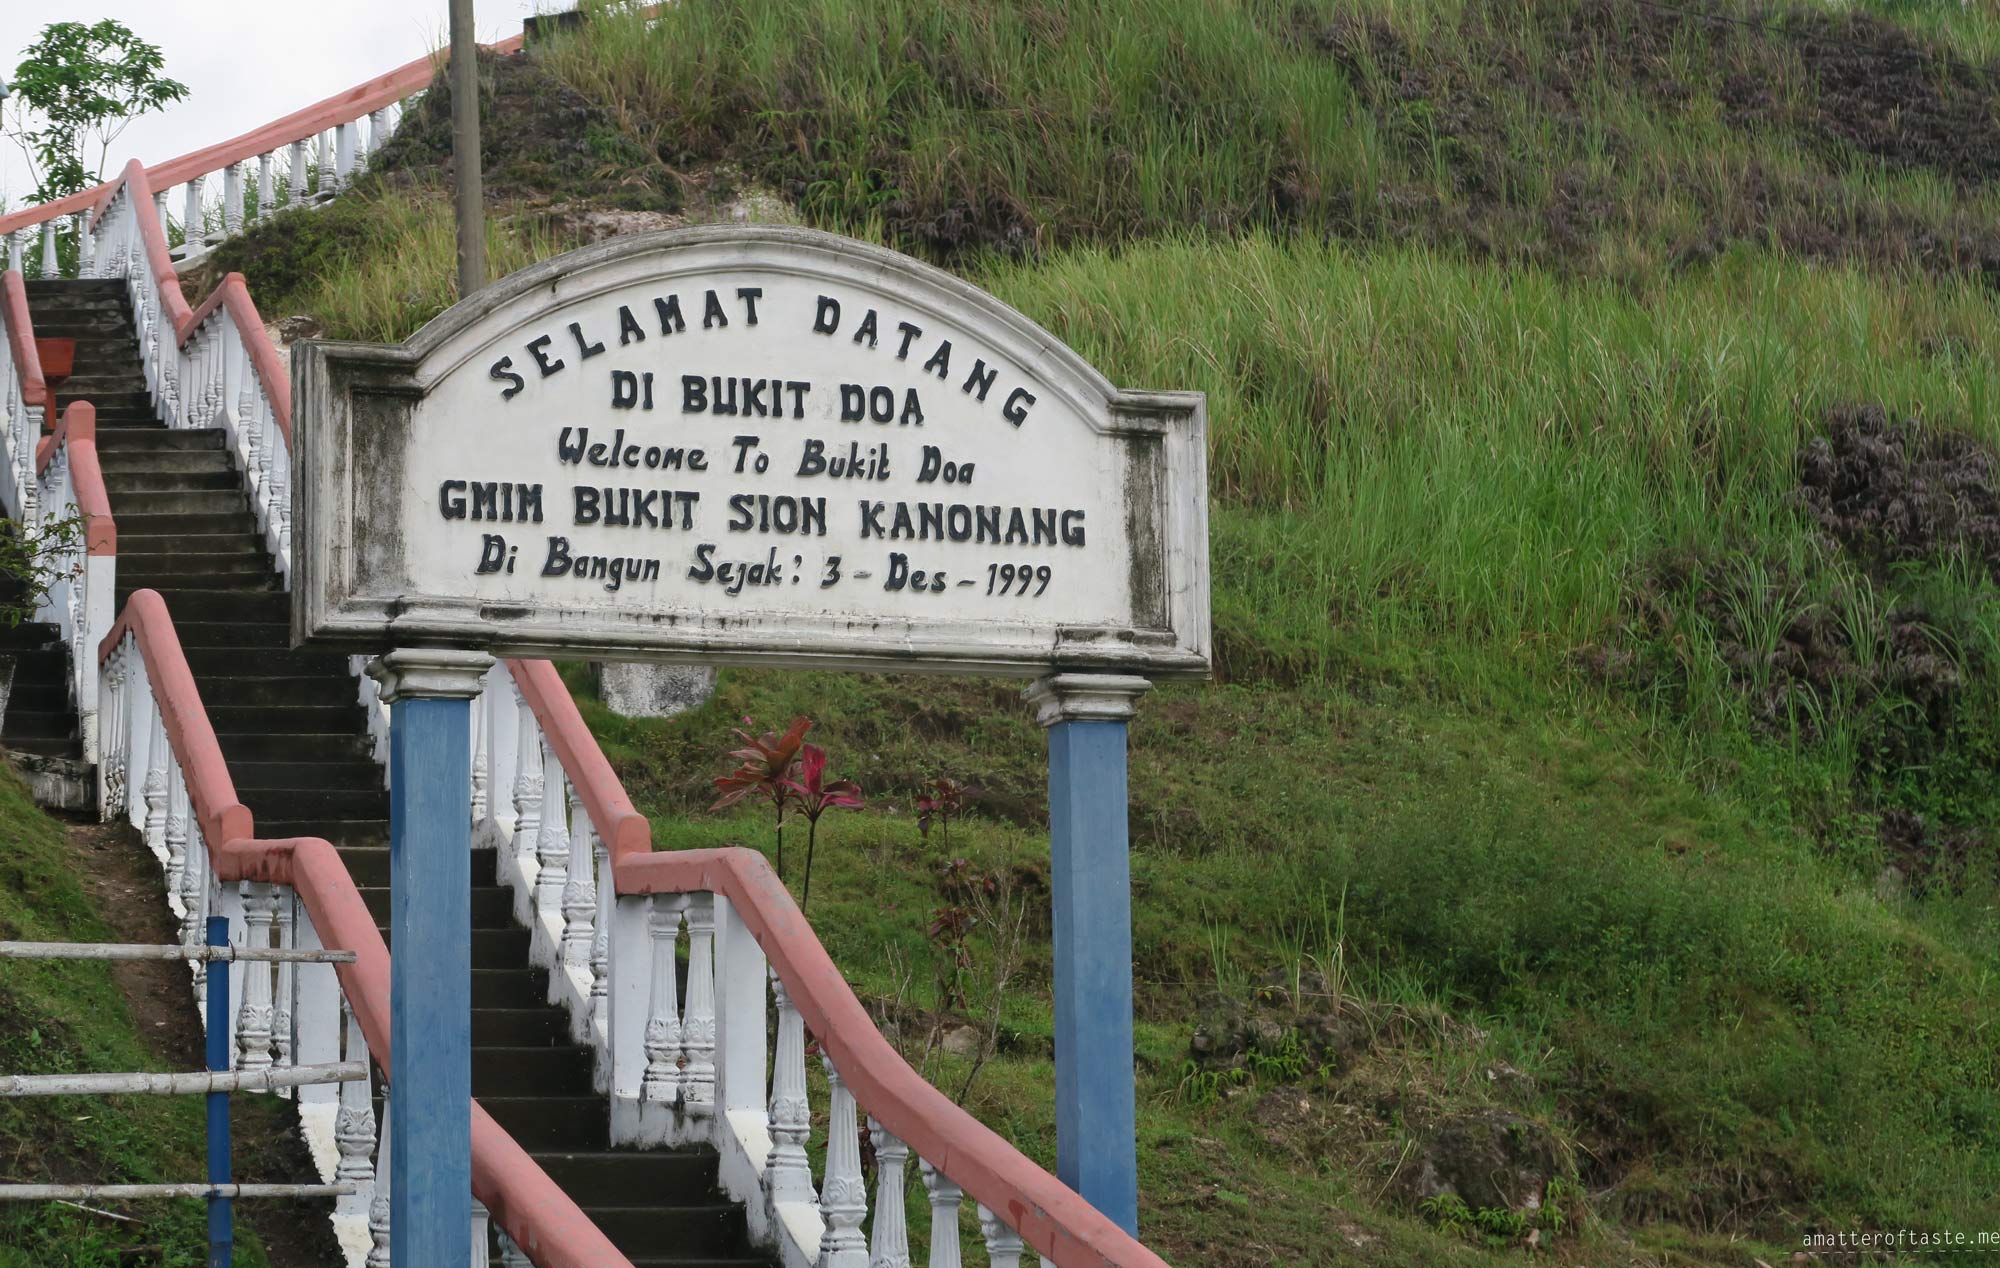 SELAMAT DATANG
DI BUKIT DOA
Welcome To Bukit Doa
GMIM BUKIT SION KANONANG
Di Bangun Sejak: 3 - Des - 1999
amatteroftaste.me